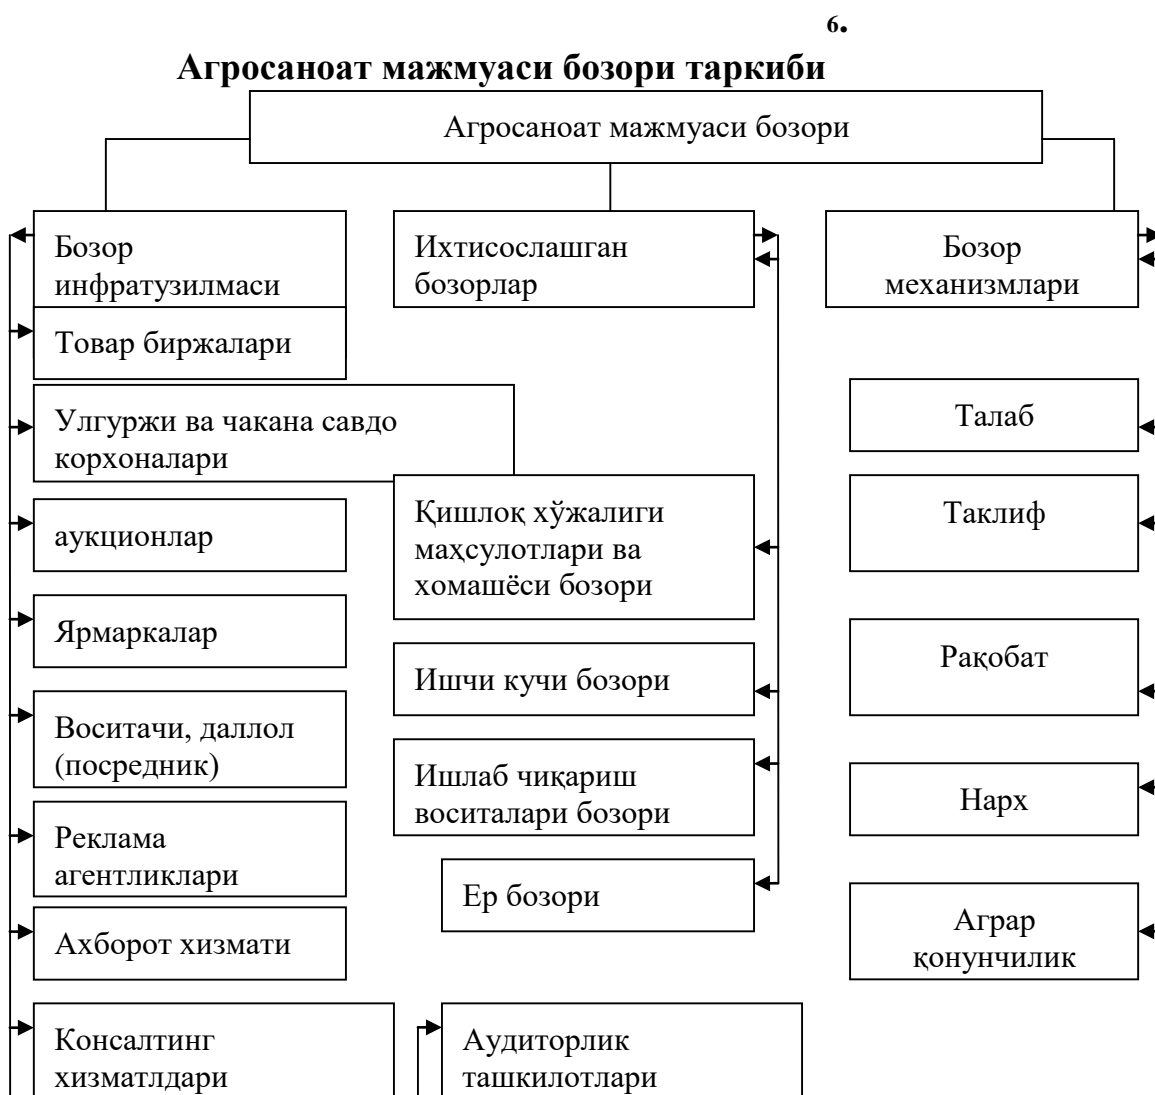 6.
Агросаноат мажмуаси бозори таркиби
Агросаноат мажмуаси бозори
Бозор
инфратузилмаси
Товар биржалари
Улгуржи ва чакана савдо
корхоналари
аукционлар
Ярмаркалар
Воситачи, даллол
(посредник)
Реклама
агентликлари
Ахборот хизмати
Консалтинг
хизматлдари
Ихтисослашган
бозорлар
Қишлоқ хўжалиги
маҳсулотлари ва
хомашёси бозори
Ишчи кучи бозори
Ишлаб чиқариш
воситалари бозори
Ер бозори
Аудиторлик
ташкилотлари
Бозор
механизмлари
Талаб
Таклиф
Рақобат
Нарх
Аграр
қонунчилик